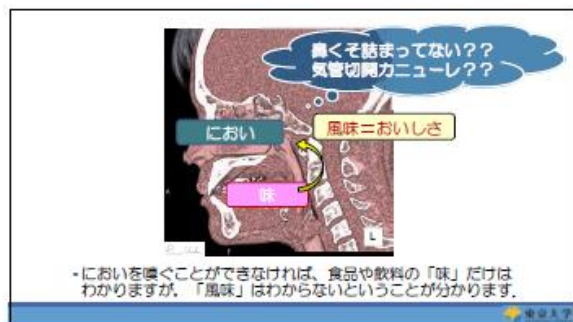 鼻くそ詰まってない??
気管切開カニューレ??
におい
風味=おいしさ
味
L
・においを嗅ぐことができなければ、食品や飲料の「味」だけは
わかりますが、「風味」はわからないということが分かります.
東京大学